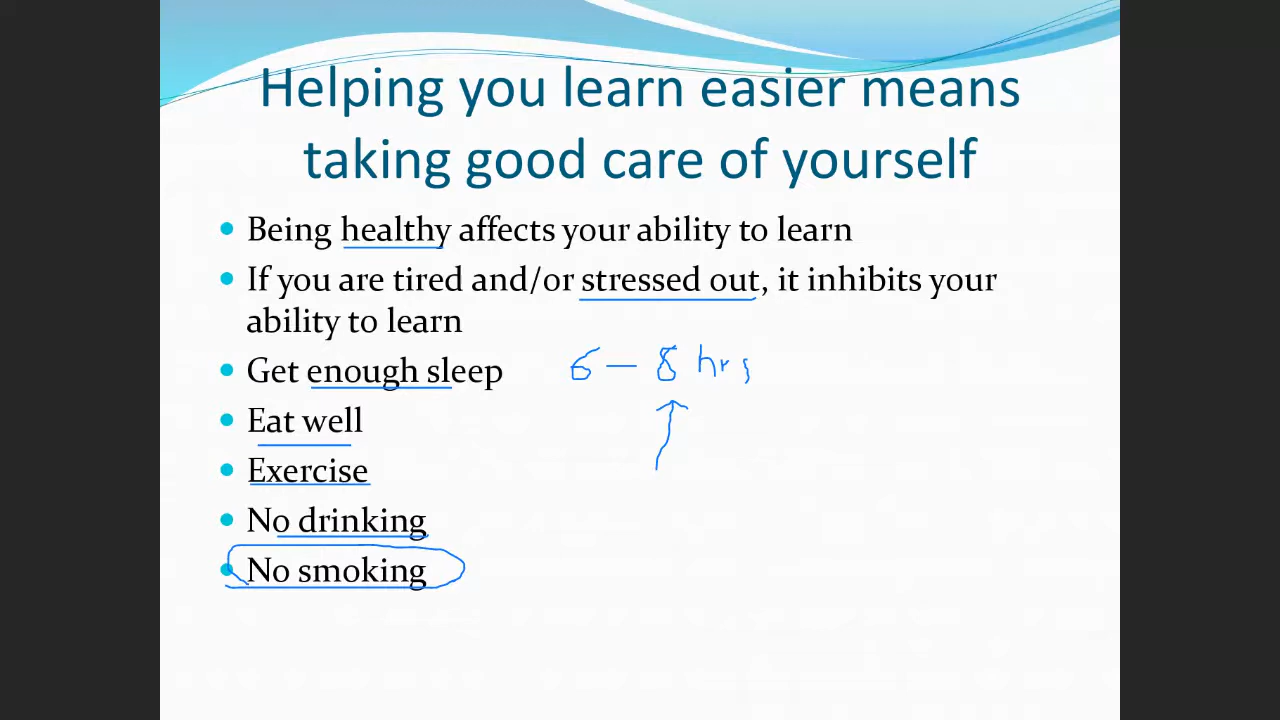 Helping you learn easier means
taking good care of yourself
Being healthy affects your ability to learn
If you are tired and/or stressed out, it inhibits your
ability to learn
Get enough sleep 6 – 8 hrs
Eat well
Exercise
No drinking
No smoking